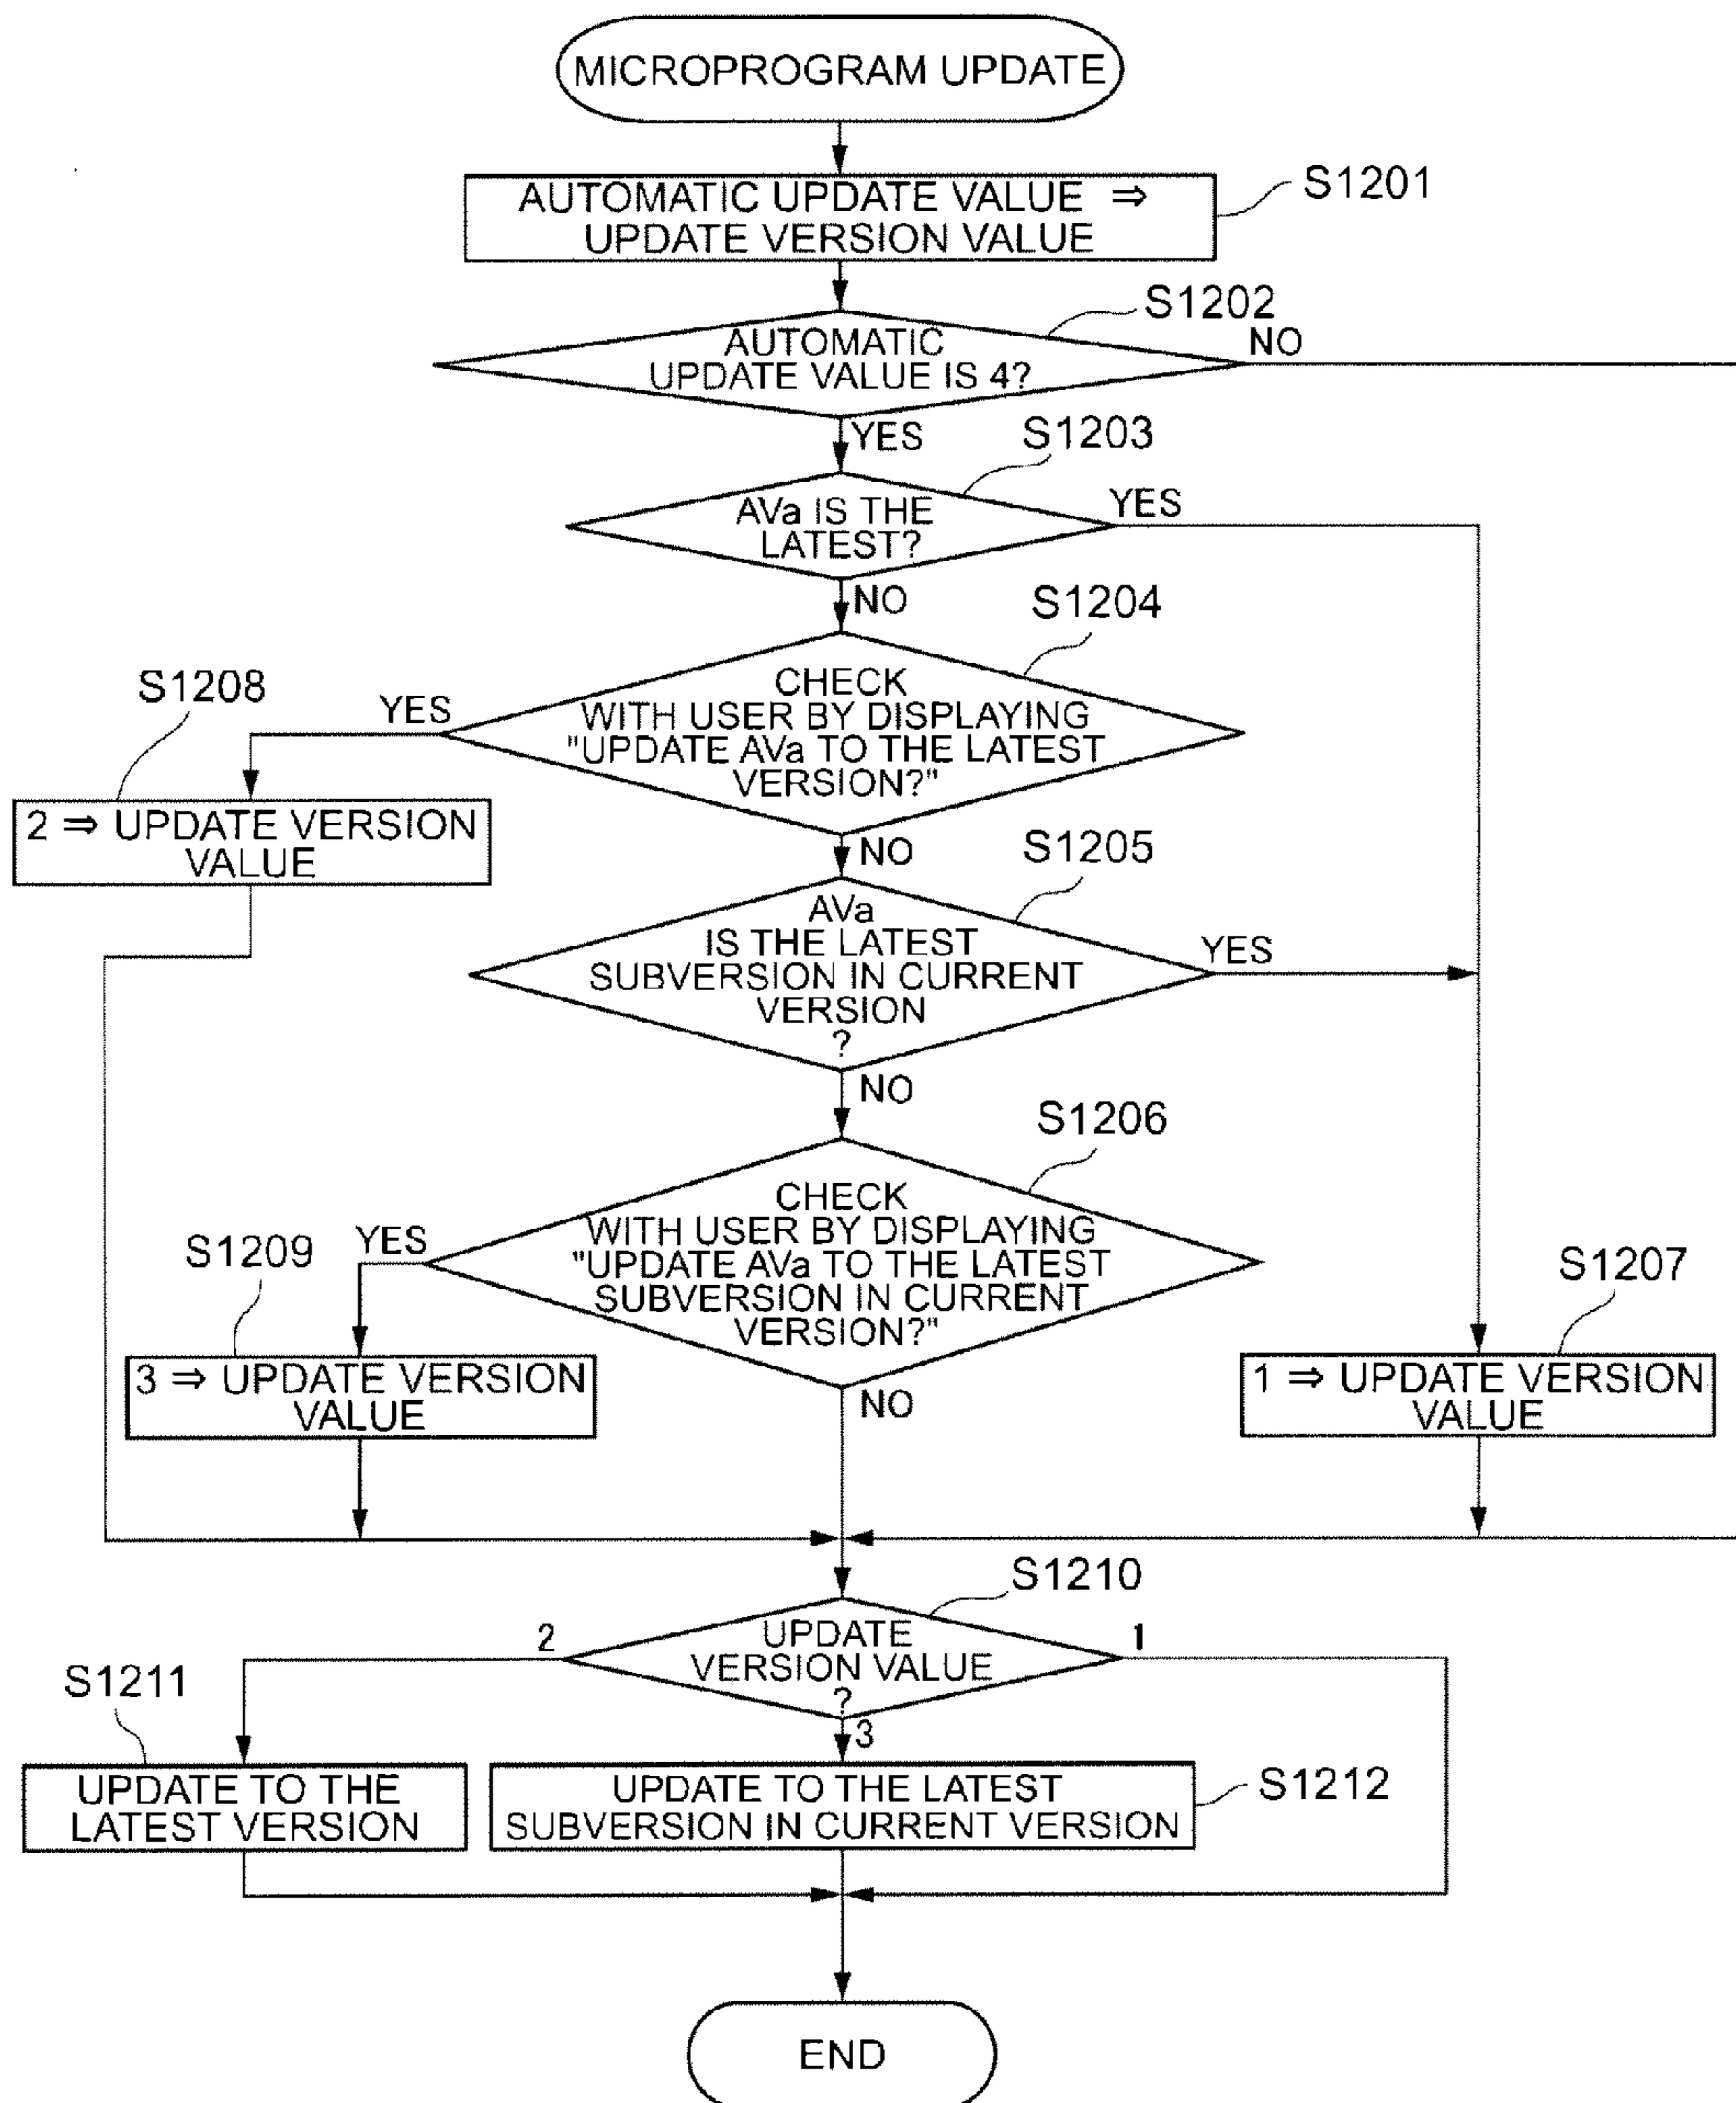 MICROPROGRAM UPDATE
AUTOMATIC UPDATE VALUE ⇒
UPDATE VERSION VALUE
S1201
S1202
AUTOMATIC
UPDATE VALUE IS 4?
NO
YES
S1203
AVa IS THE
LATEST?
YES
NO
S1204
CHECK
WITH USER BY DISPLAYING
"UPDATE AVa TO THE LATEST
VERSION?"
YES
S1208
2 ⇒ UPDATE VERSION
VALUE
NO
S1205
AVa
IS THE LATEST
SUBVERSION IN CURRENT
VERSION
?
YES
NO
S1206
CHECK
WITH USER BY DISPLAYING
"UPDATE AVa TO THE LATEST
SUBVERSION IN CURRENT
VERSION?"
YES
S1209
3 ⇒ UPDATE VERSION
VALUE
NO
S1207
1 ⇒ UPDATE VERSION
VALUE
S1210
UPDATE
VERSION VALUE
?
2
1
3
S1211
UPDATE TO THE
LATEST VERSION
UPDATE TO THE LATEST
SUBVERSION IN CURRENT VERSION
S1212
END